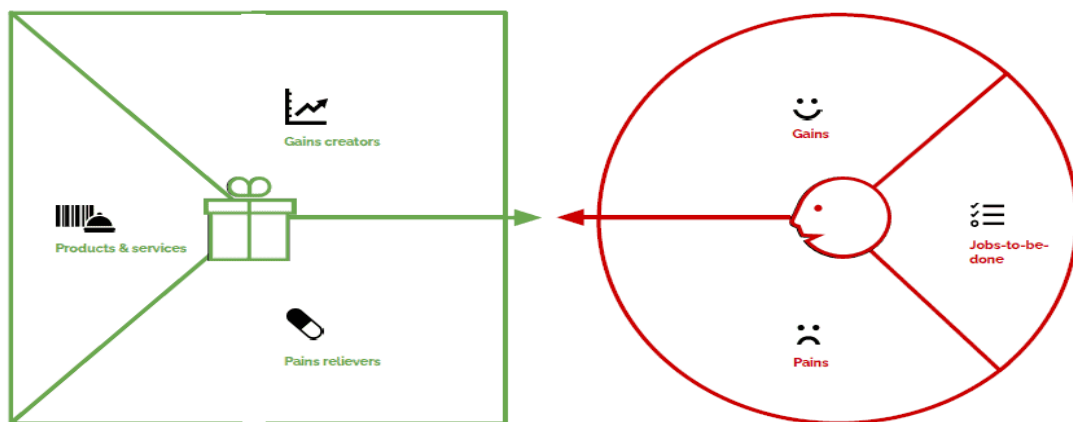 Gains creators
Products & services
Pains relievers
Gains
Jobs-to-be-
done
Pains